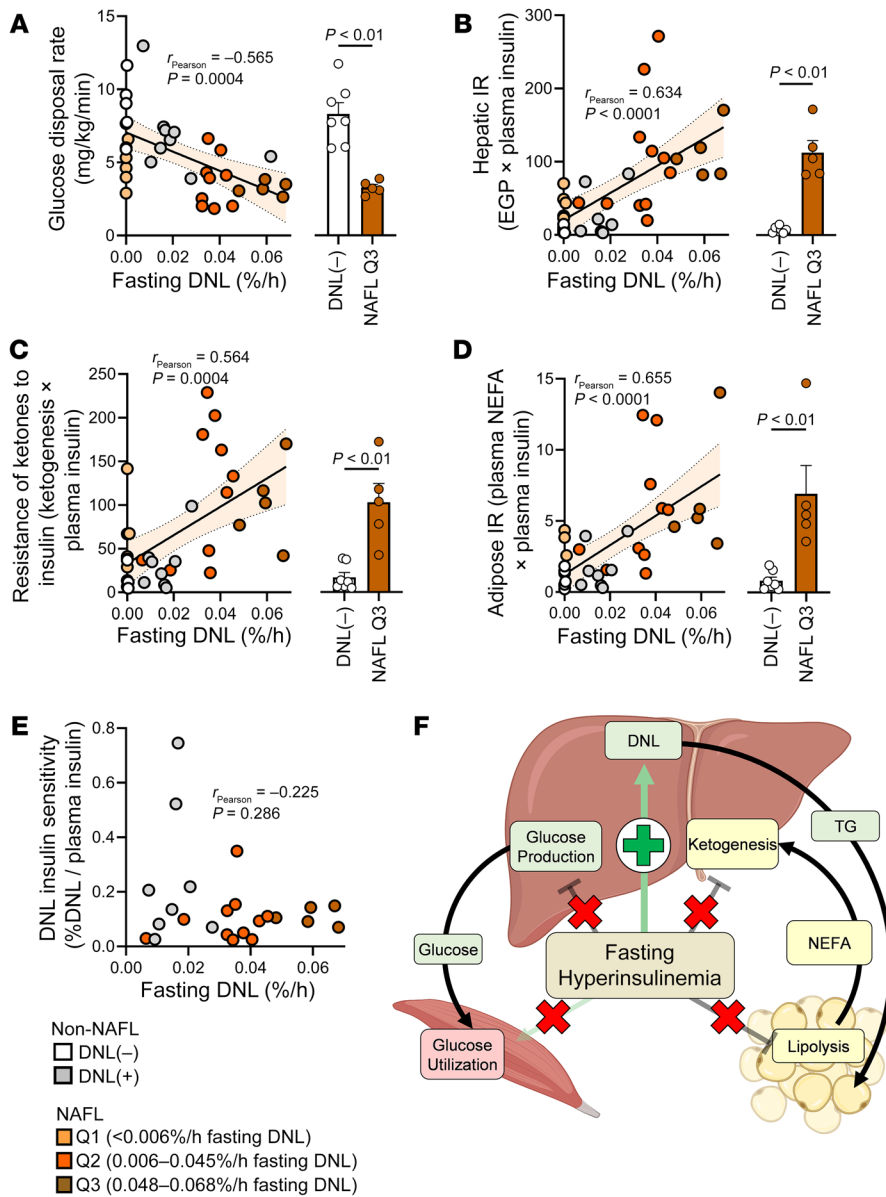 A
Glucose disposal rate
(mg/kg/min)
15
10
5
0
0.00
0.02
0.04
0.06
Fasting DNL (%/h)
rPearson = –0.565
P = 0.0004
P < 0.01
DNL(–)
NAFL Q3
B
Hepatic IR
(EGP × plasma insulin)
300
200
100
0
0.00
0.02
0.04
0.06
Fasting DNL (%/h)
rPearson = 0.634
P < 0.0001
P < 0.01
DNL(–)
NAFL Q3
C
Resistance of ketones to
insulin (ketogenesis ×
plasma insulin)
250
200
150
100
50
0
0.00
0.02
0.04
0.06
Fasting DNL (%/h)
rPearson = 0.564
P = 0.0004
P < 0.01
DNL(–)
NAFL Q3
D
Adipose IR (plasma NEFA
× plasma insulin)
15
10
5
0
0.00
0.02
0.04
0.06
Fasting DNL (%/h)
rPearson = 0.655
P < 0.0001
P < 0.01
DNL(–)
NAFL Q3
E
DNL insulin sensitivity
(%DNL / plasma insulin)
0.8
0.6
0.4
0.2
0.0
0.00
0.02
0.04
0.06
Fasting DNL (%/h)
rPearson = –0.225
P = 0.286
Non-NAFL
DNL(–)
DNL(+)
NAFL
Q1 (<0.006%/h fasting DNL)
Q2 (0.006–0.045%/h fasting DNL)
Q3 (0.048–0.068%/h fasting DNL)
F
DNL
Glucose
Production
Ketogenesis
TG
Glucose
Fasting
Hyperinsulinemia
NEFA
Glucose
Utilization
Lipolysis